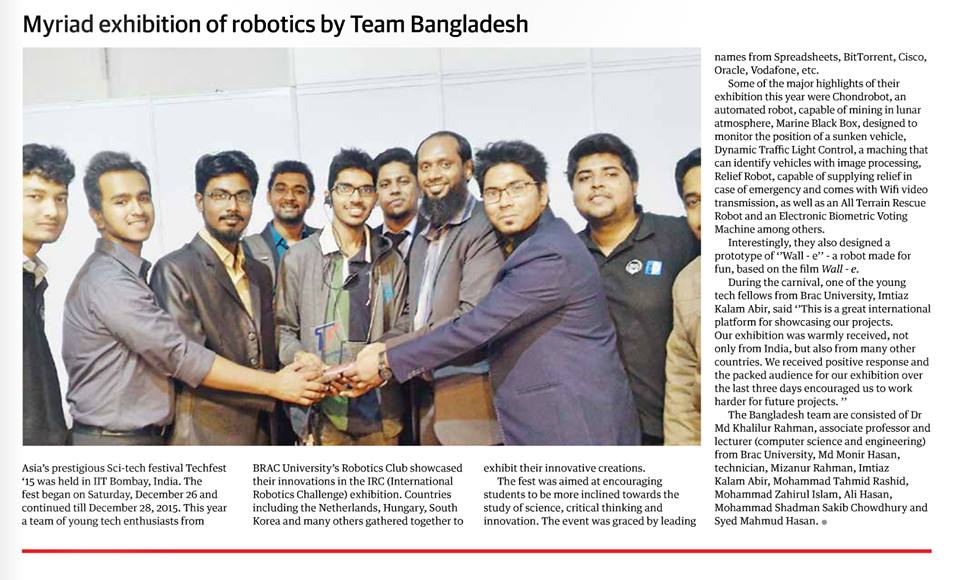 Myriad exhibition of robotics by Team Bangladesh
Asia's prestigious Sci-tech festival Techfest
'15 was held in IIT Bombay, India. The
fest began on Saturday, December 26 and
continued till December 28, 2015. This year
a team of young tech enthusiasts from
BRAC University's Robotics Club showcased
their innovations in the IRC (International
Robotics Challenge) exhibition. Countries
including the Netherlands, Hungary, South
Korea and many others gathered together to
exhibit their innovative creations.
The fest was aimed at encouraging
students to be more inclined towards the
study of science, critical thinking and
innovation. The event was graced by leading
names from Spreadsheets, BitTorrent, Cisco,
Oracle, Vodafone, etc.
Some of the major highlights of their
exhibition this year were Chondrobot, an
automated robot, capable of mining in lunar
atmosphere, Marine Black Box, designed to
monitor the position of a sunken vehicle,
Dynamic Traffic Light Control, a maching that
can identify vehicles with image processing,
Relief Robot, capable of supplying relief in
case of emergency and comes with Wifi video
transmission, as well as an All Terrain Rescue
Robot and an Electronic Biometric Voting
Machine among others.
Interestingly, they also designed a
prototype of ‘’Wall - e’’ - a robot made for
fun, based on the film Wall - e.
During the carnival, one of the young
tech fellows from Brac University, Imtiaz
Kalam Abir, said ‘’This is a great international
platform for showcasing our projects.
Our exhibition was warmly received, not
only from India, but also from many other
countries. We received positive response and
the packed audience for our exhibition over
the last three days encouraged us to work
harder for future projects. ’’
The Bangladesh team are consisted of Dr
Md Khalilur Rahman, associate professor and
lecturer (computer science and engineering)
from Brac University, Md Monir Hasan,
technician, Mizanur Rahman, Imtiaz
Kalam Abir, Mohammad Tahmid Rashid,
Mohammad Zahirul Islam, Ali Hasan,
Mohammad Shadman Sakib Chowdhury and
Syed Mahmud Hasan.